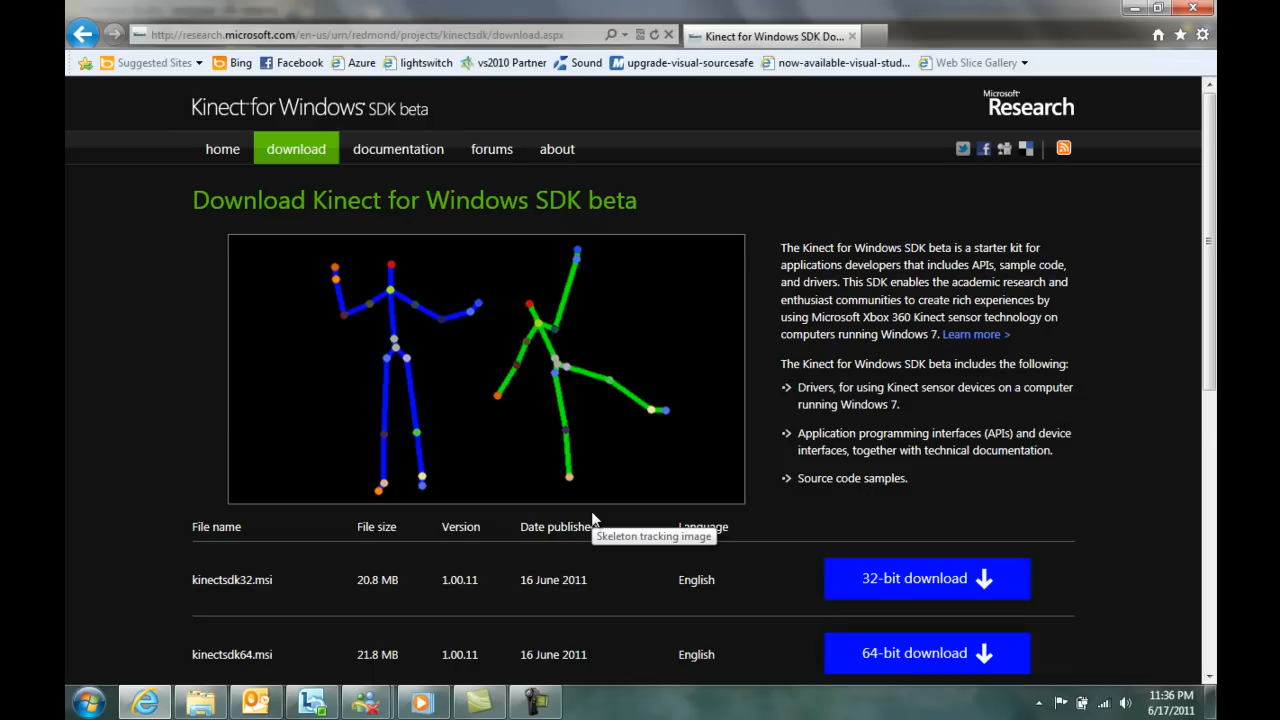 http://research.microsoft.com/en-us/um/redmond/projects/kinectsdk/download.aspx
Kinect for Windows SDK Do...
Suggested Sites
Bing
Facebook
Azure
lightswitch
vs2010 Partner
Sound
upgrade-visual-sourcesafe
now-available-visual-stud...
Web Slice Gallery
Kinect for Windows SDK beta
Microsoft
Research
home
download
documentation
forums
about
Download Kinect for Windows SDK beta
The Kinect for Windows SDK beta is a starter kit for
applications developers that includes APIs, sample code,
and drivers. This SDK enables the academic research and
enthusiast communities to create rich experiences by
using Microsoft Xbox 360 Kinect sensor technology on
computers running Windows 7. Learn more >
The Kinect for Windows SDK beta includes the following:
Drivers, for using Kinect sensor devices on a computer
running Windows 7.
Application programming interfaces (APIs) and device
interfaces, together with technical documentation.
Source code samples.
File name
File size
Version
Date published
Language
Skeleton tracking image
kinectsdk32.msi
20.8 MB
1.00.11
16 June 2011
English
32-bit download
kinectsdk64.msi
21.8 MB
1.00.11
16 June 2011
English
64-bit download
11:36 PM
6/17/2011